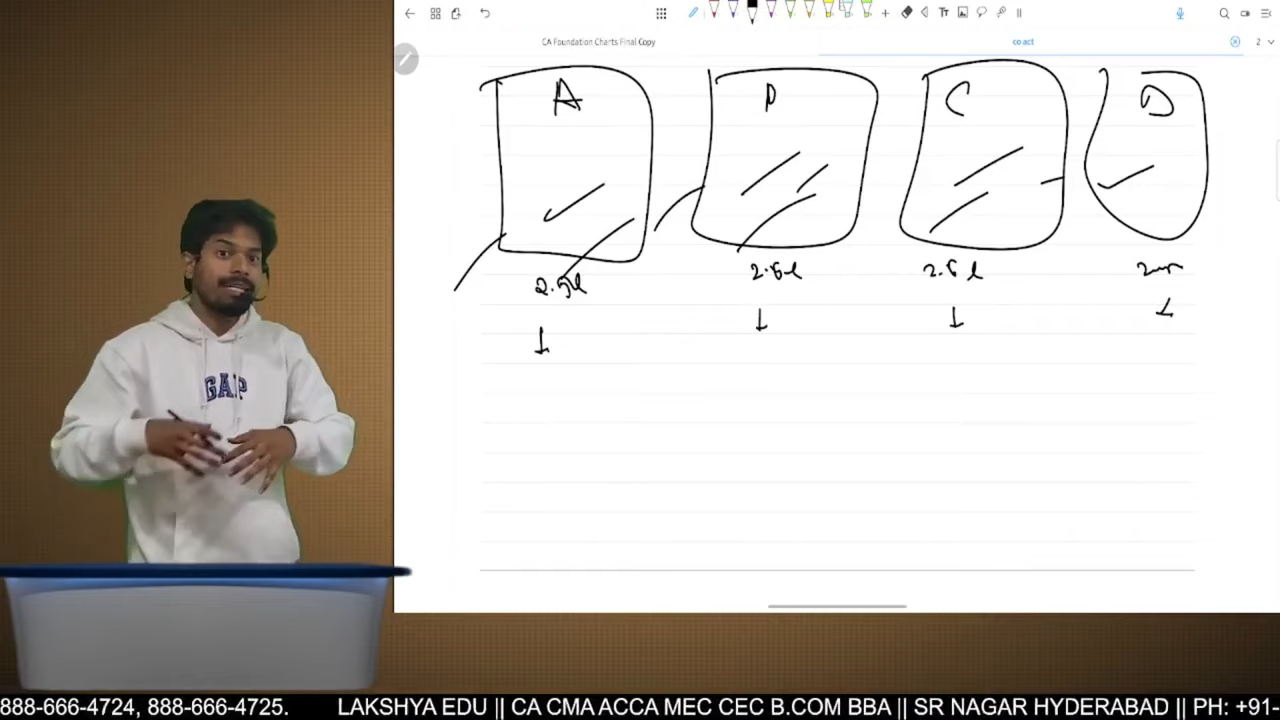 CA Foundation Charts Final Copy
co act
2
A
C
D
2.5l
2.5l
GAP
888-666-4724, 888-666-4725. LAKSHYA EDU || CA CMA ACCA MEC CEC B.COM BBA || SR NAGAR HYDERABAD || PH: +91-